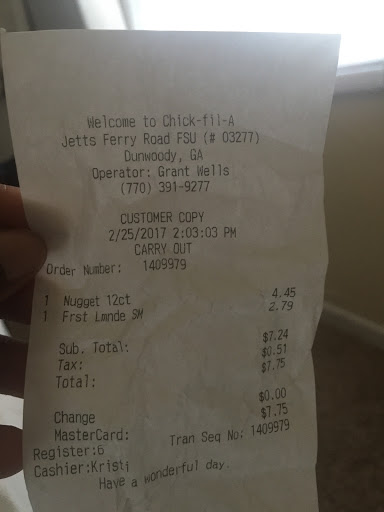 Welcome to Chick-fil-A
Jetts Ferry Road FSU (# 03277)
Dunwoody, GA
Operator: Grant Wells
(770) 391-9277
CUSTOMER COPY
2/25/2017 2:03:03 PM
CARRY OUT
Order Number: 1409979
1 Nugget 12ct 4.45
1 Frst Lmnde SM 2.79
Sub. Total: $7.24
Tax: $0.51
Total: $7.75
Change $0.00
MasterCard: $7.75
Register:6 Tran Seq No: 1409979
Cashier:Kristi
Have a wonderful day.